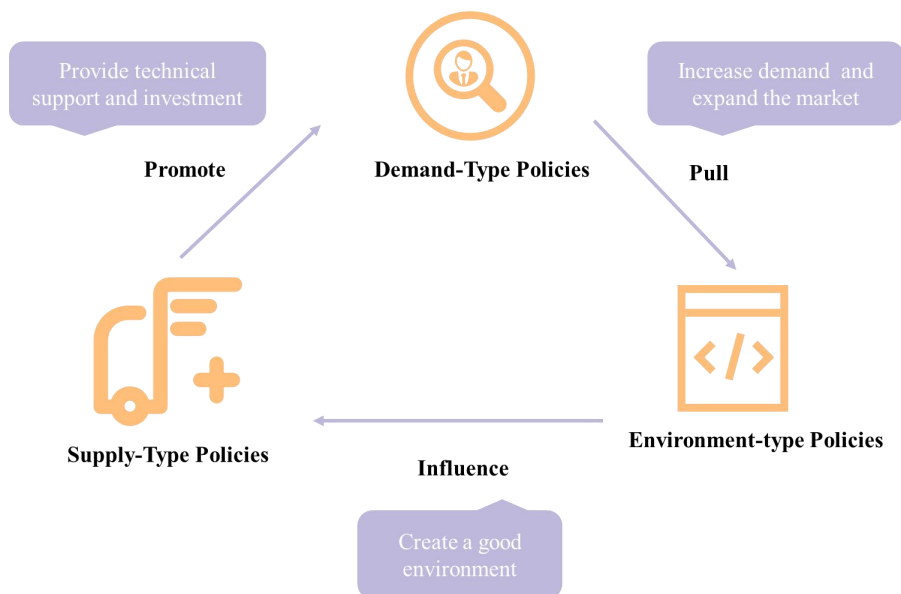 Provide technical
support and investment
Increase demand and
expand the market
Promote
Demand-Type Policies
Pull
</>
Supply-Type Policies
Environment-type Policies
Influence
Create a good
environment